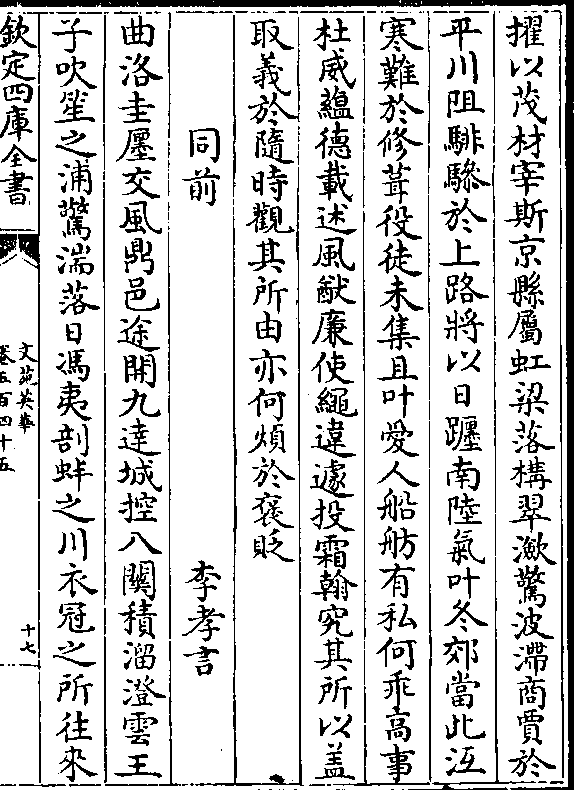 擢以茂材宰斯京縣屬虹梁落構翠潋驚波滯商賈於
平川阻騑驂於上路將以日躔南陸氣叶冬郊當此沍
寒難於修葺役徒未集且叶愛人船舫有私何乖高事
杜威藴德載述風猷廉使繩違遽投霜翰究其所以盖
取義於隨時觀其所由亦何煩於褒貶
同前 李孝言
曲洛圭躔交風鼎邑途開九達城控八關積溜澄雲王
子吹笙之浦驚湍落日馮夷剖蚌之川衣冠之所往來
欽定四庫全書
文苑英華
卷五百四十五
十七